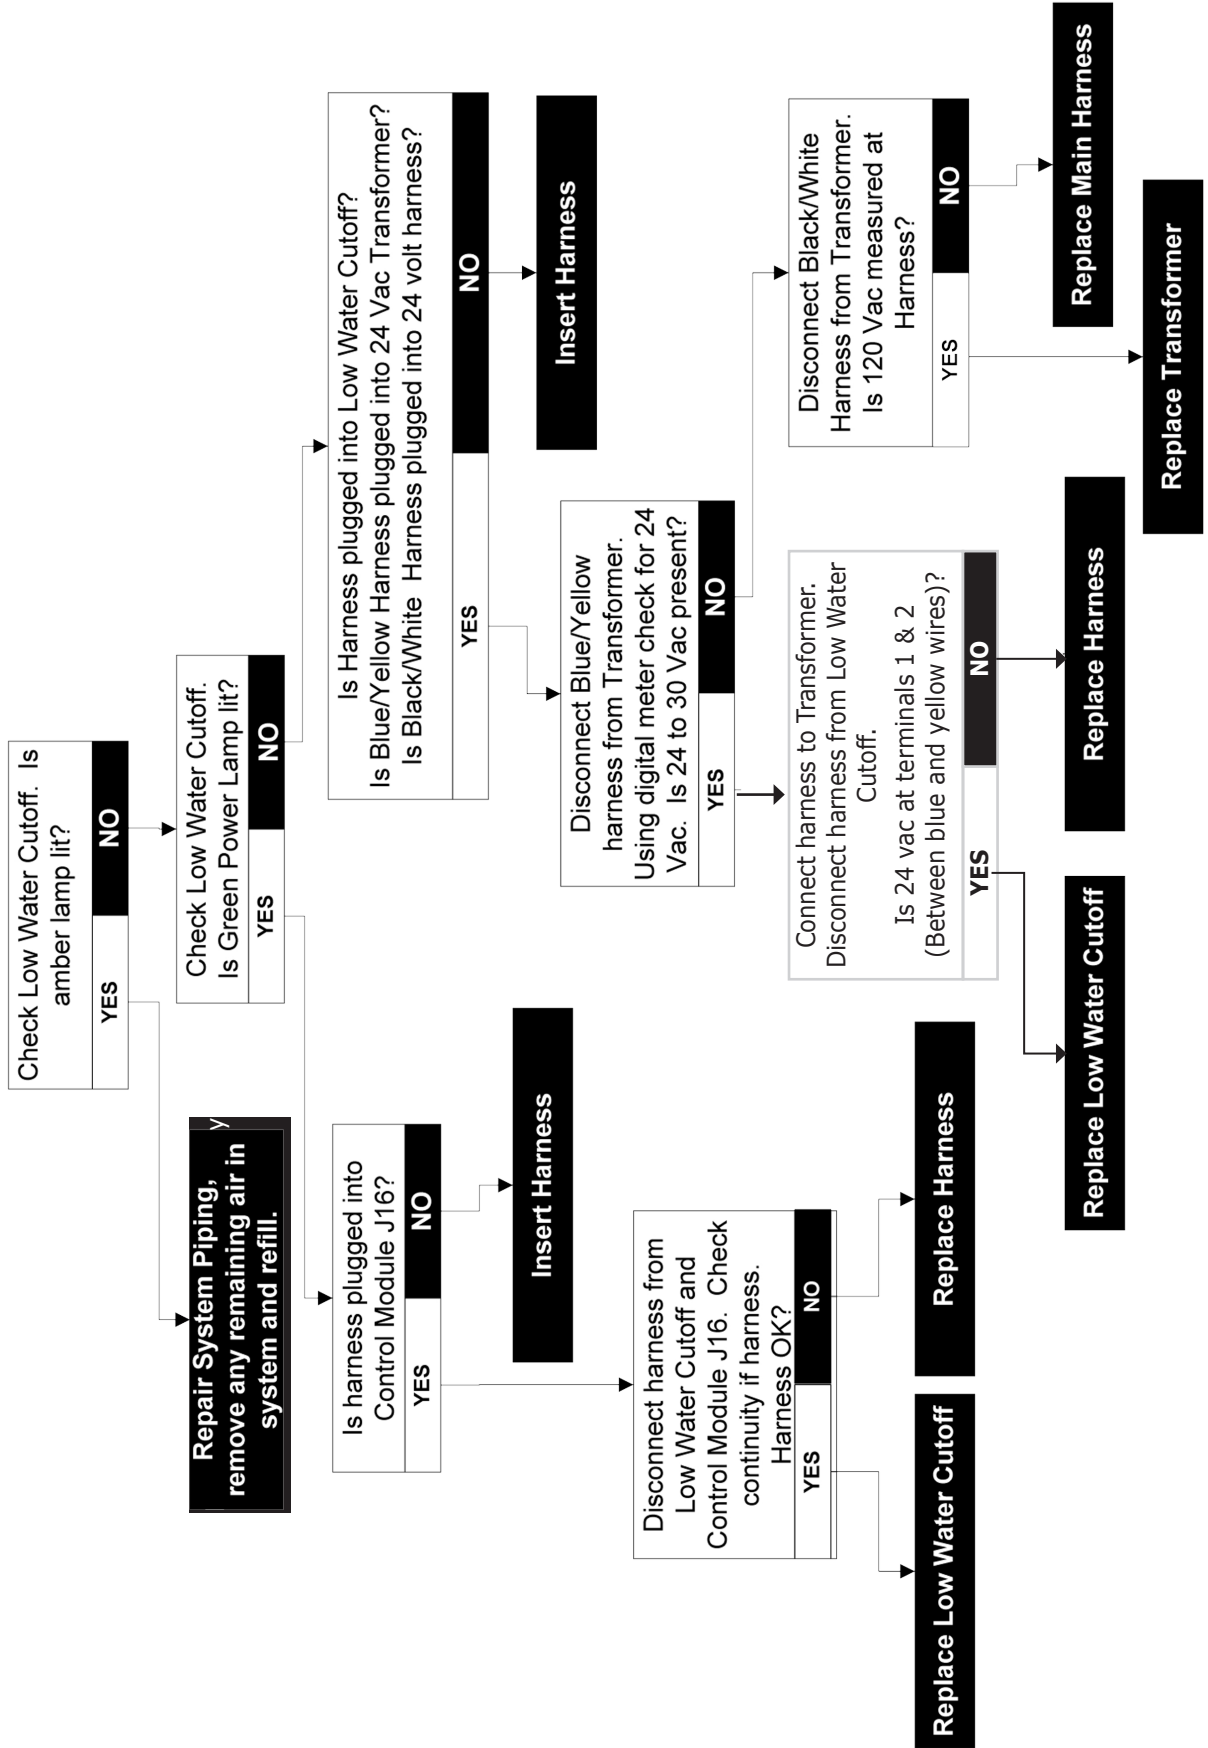 Check Low Water Cutoff.  Is
amber lamp lit?
YES
NO
Repair System Piping,
remove any remaining air in
system and refill.
y
Check Low Water Cutoff.
Is Green Power Lamp lit?
YES
NO
Is harness plugged into
Control Module J16?
YES
NO
Insert Harness
Disconnect harness from
Low Water Cutoff and
Control Module J16.  Check
continuity if harness.
Harness OK?
YES
NO
Replace Low Water Cutoff
Replace Harness
Is Harness plugged into Low Water Cutoff?
Is Blue/Yellow Harness plugged into 24 Vac Transformer?
Is Black/White  Harness plugged into 24 volt harness?
YES
NO
Insert Harness
Disconnect Blue/Yellow
harness from Transformer.
Using digital meter check for 24
Vac.  Is 24 to 30 Vac present?
YES
NO
Connect harness to Transformer.
Disconnect harness from Low Water
Cutoff.
Is 24 vac at terminals 1 & 2
(Between blue and yellow wires)?
YES
NO
Replace Low Water Cutoff
Replace Harness
Disconnect Black/White
Harness from Transformer.
Is 120 Vac measured at
Harness?
YES
NO
Replace Transformer
Replace Main Harness